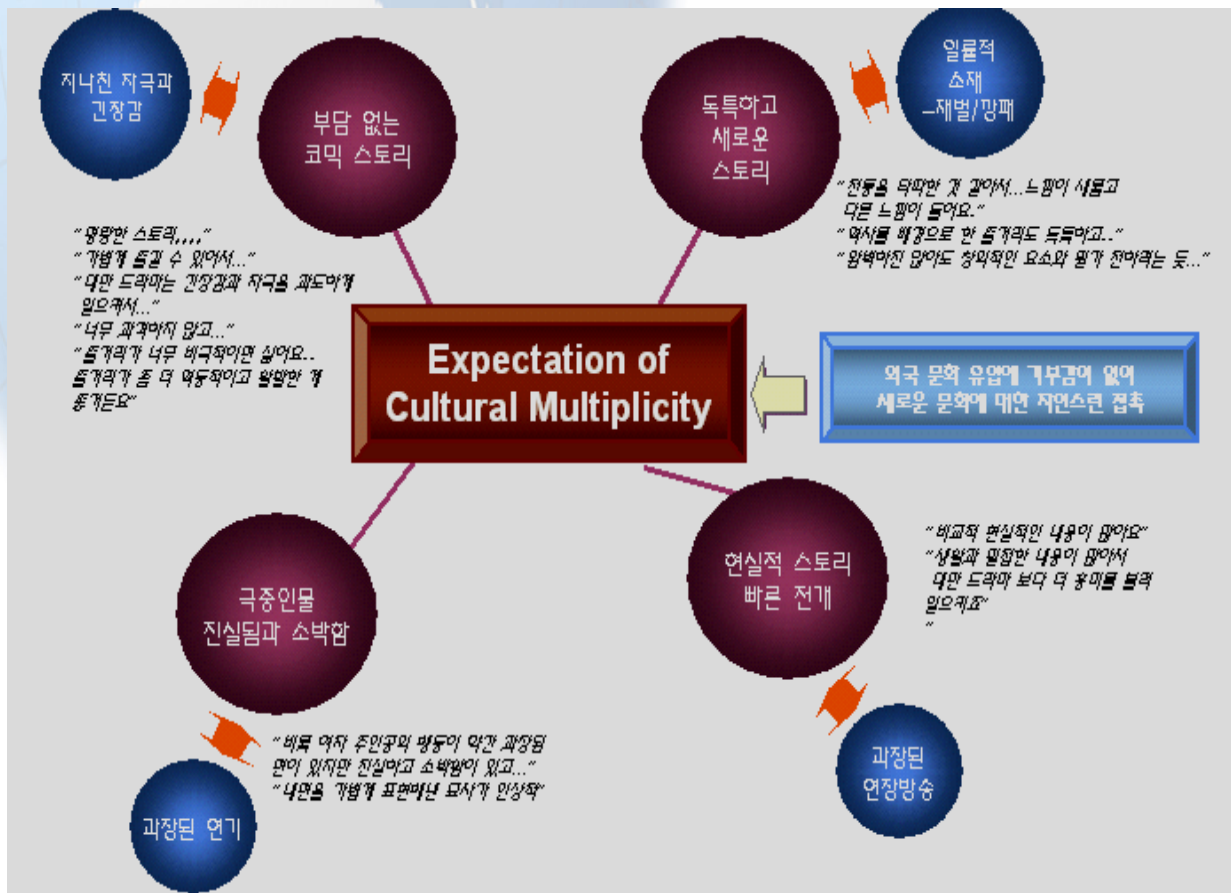 지나친 자극과
긴장감
부담 없는
코믹 스토리
독특하고
새로운
스토리
일률적
소재
–재벌/깡패
"명랑한 스토리,,,,"
"가볍게 즐길 수 있어서..."
"대만 드라마는 긴장감과 자극을 과도하게
일으켜서..."
"너무 과격하지 않고..."
"줄거리가 너무 비극적이면 싫어요..
줄거리가 좀 더 역동적이고 활발한 게
좋거든요"
"전통을 타파한 것 같아서...느낌이 새롭고
다른 느낌이 들어요."
"역사를 배경으로 한 줄거리도 독특하고.."
"완벽하진 않아도 창의적인 요소와 뭔가 전하려는 듯..."
Expectation of
Cultural Multiplicity
외국 문화 유입에 거부감이 없어
새로운 문화에 대한 자연스런 접촉
극중인물
진실됨과 소박함
현실적 스토리
빠른 전개
"비교적 현실적인 내용이 많아요"
"생활과 밀접한 내용이 많아서
대만 드라마 보다 더 흥미를 불러
일으키죠"
"
"비록 여자 주인공의 행동이 약간 과장된
면이 있지만 진실하고 소박함이 있고..."
"내면을 가볍게 표현해낸 묘사가 인상적"
과장된 연기
과장된
연장방송